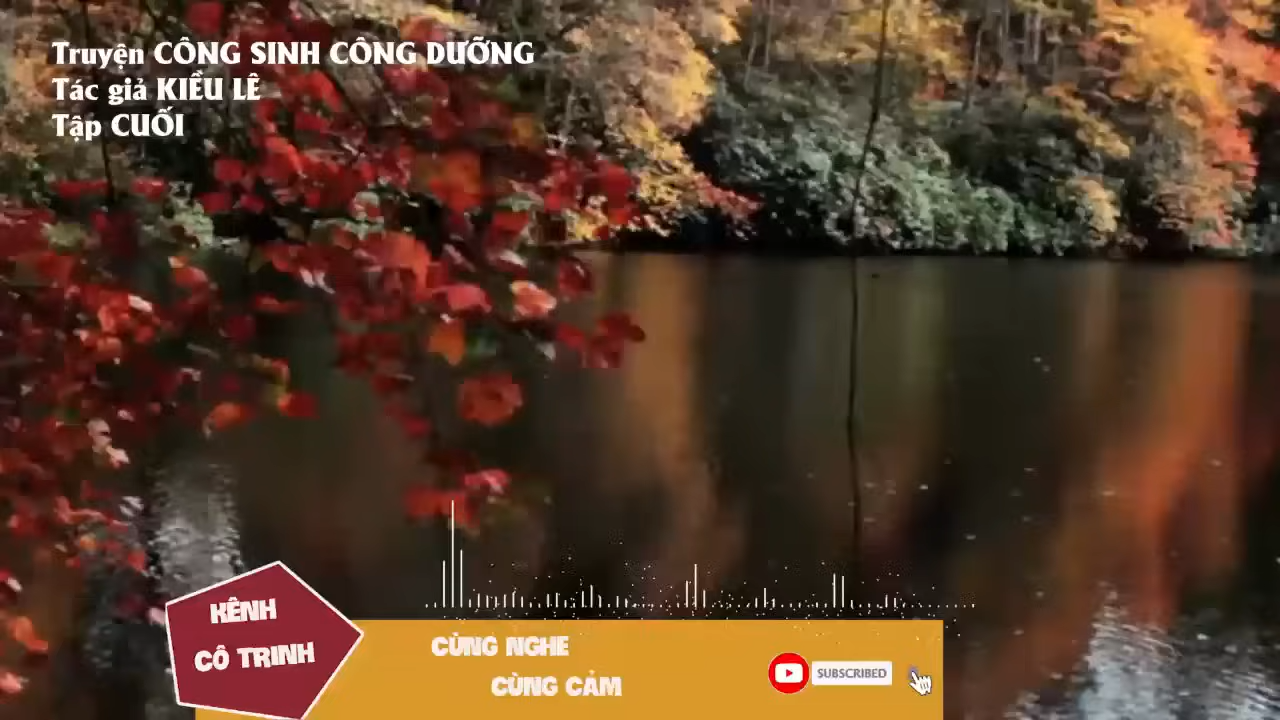 Truyện CÔNG SINH CÔNG DƯỠNG
Tác giả KIỀU LÊ
Tập CUỐI
KÊNH
CÔ TRINH
CÙNG NGHE
CÙNG CẢM
SUBSCRIBED